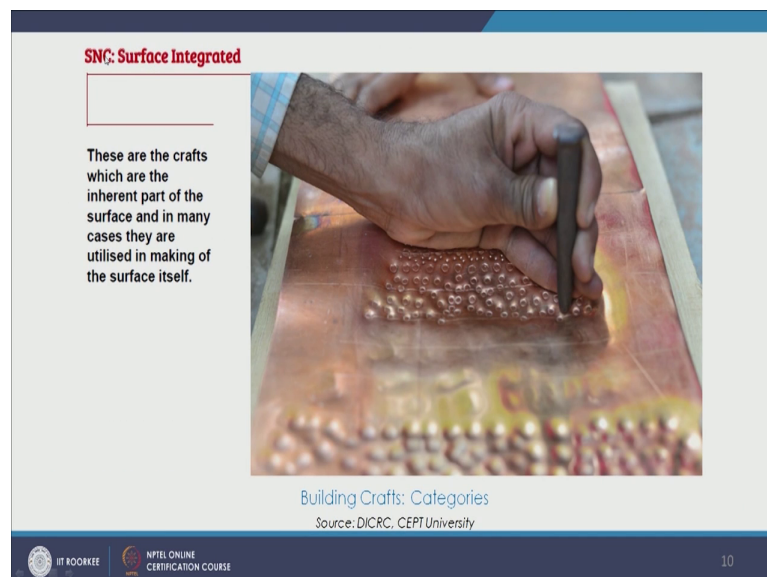 SNC: Surface Integrated
These are the crafts
which are the
inherent part of the
surface and in many
cases they are
utilised in making of
the surface itself.
Building Crafts: Categories
Source: DICRC, CEPT University
IIT ROORKEE
NPTEL ONLINE
CERTIFICATION COURSE
10